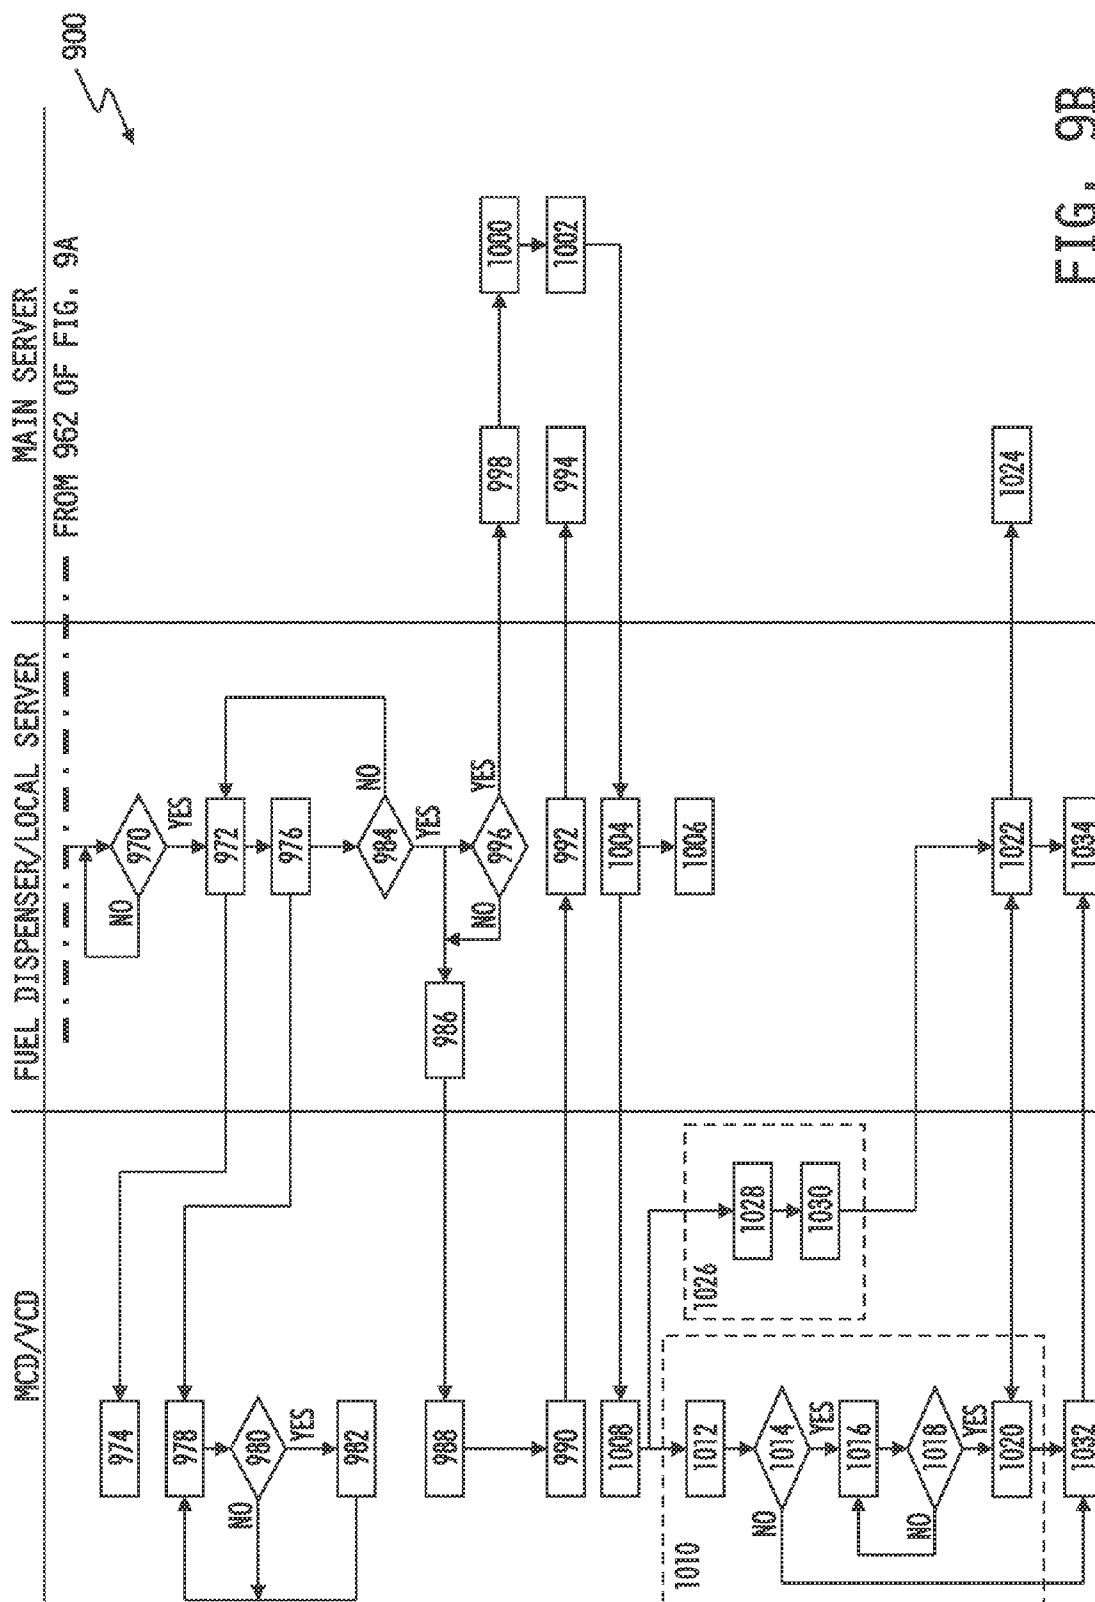 900
MCD/VCD
FUEL DISPENSER/LOCAL SERVER
MAIN SERVER
FROM 962 OF FIG. 9A
970
NO
YES
972
974
976
978
980
NO
YES
982
984
NO
YES
986
988
990
992
994
996
NO
YES
998
1000
1002
1004
1006
1008
1010
1012
1014
NO
YES
1016
1018
NO
YES
1020
1022
1024
1026
1028
1030
1032
1034
FIG. 9B